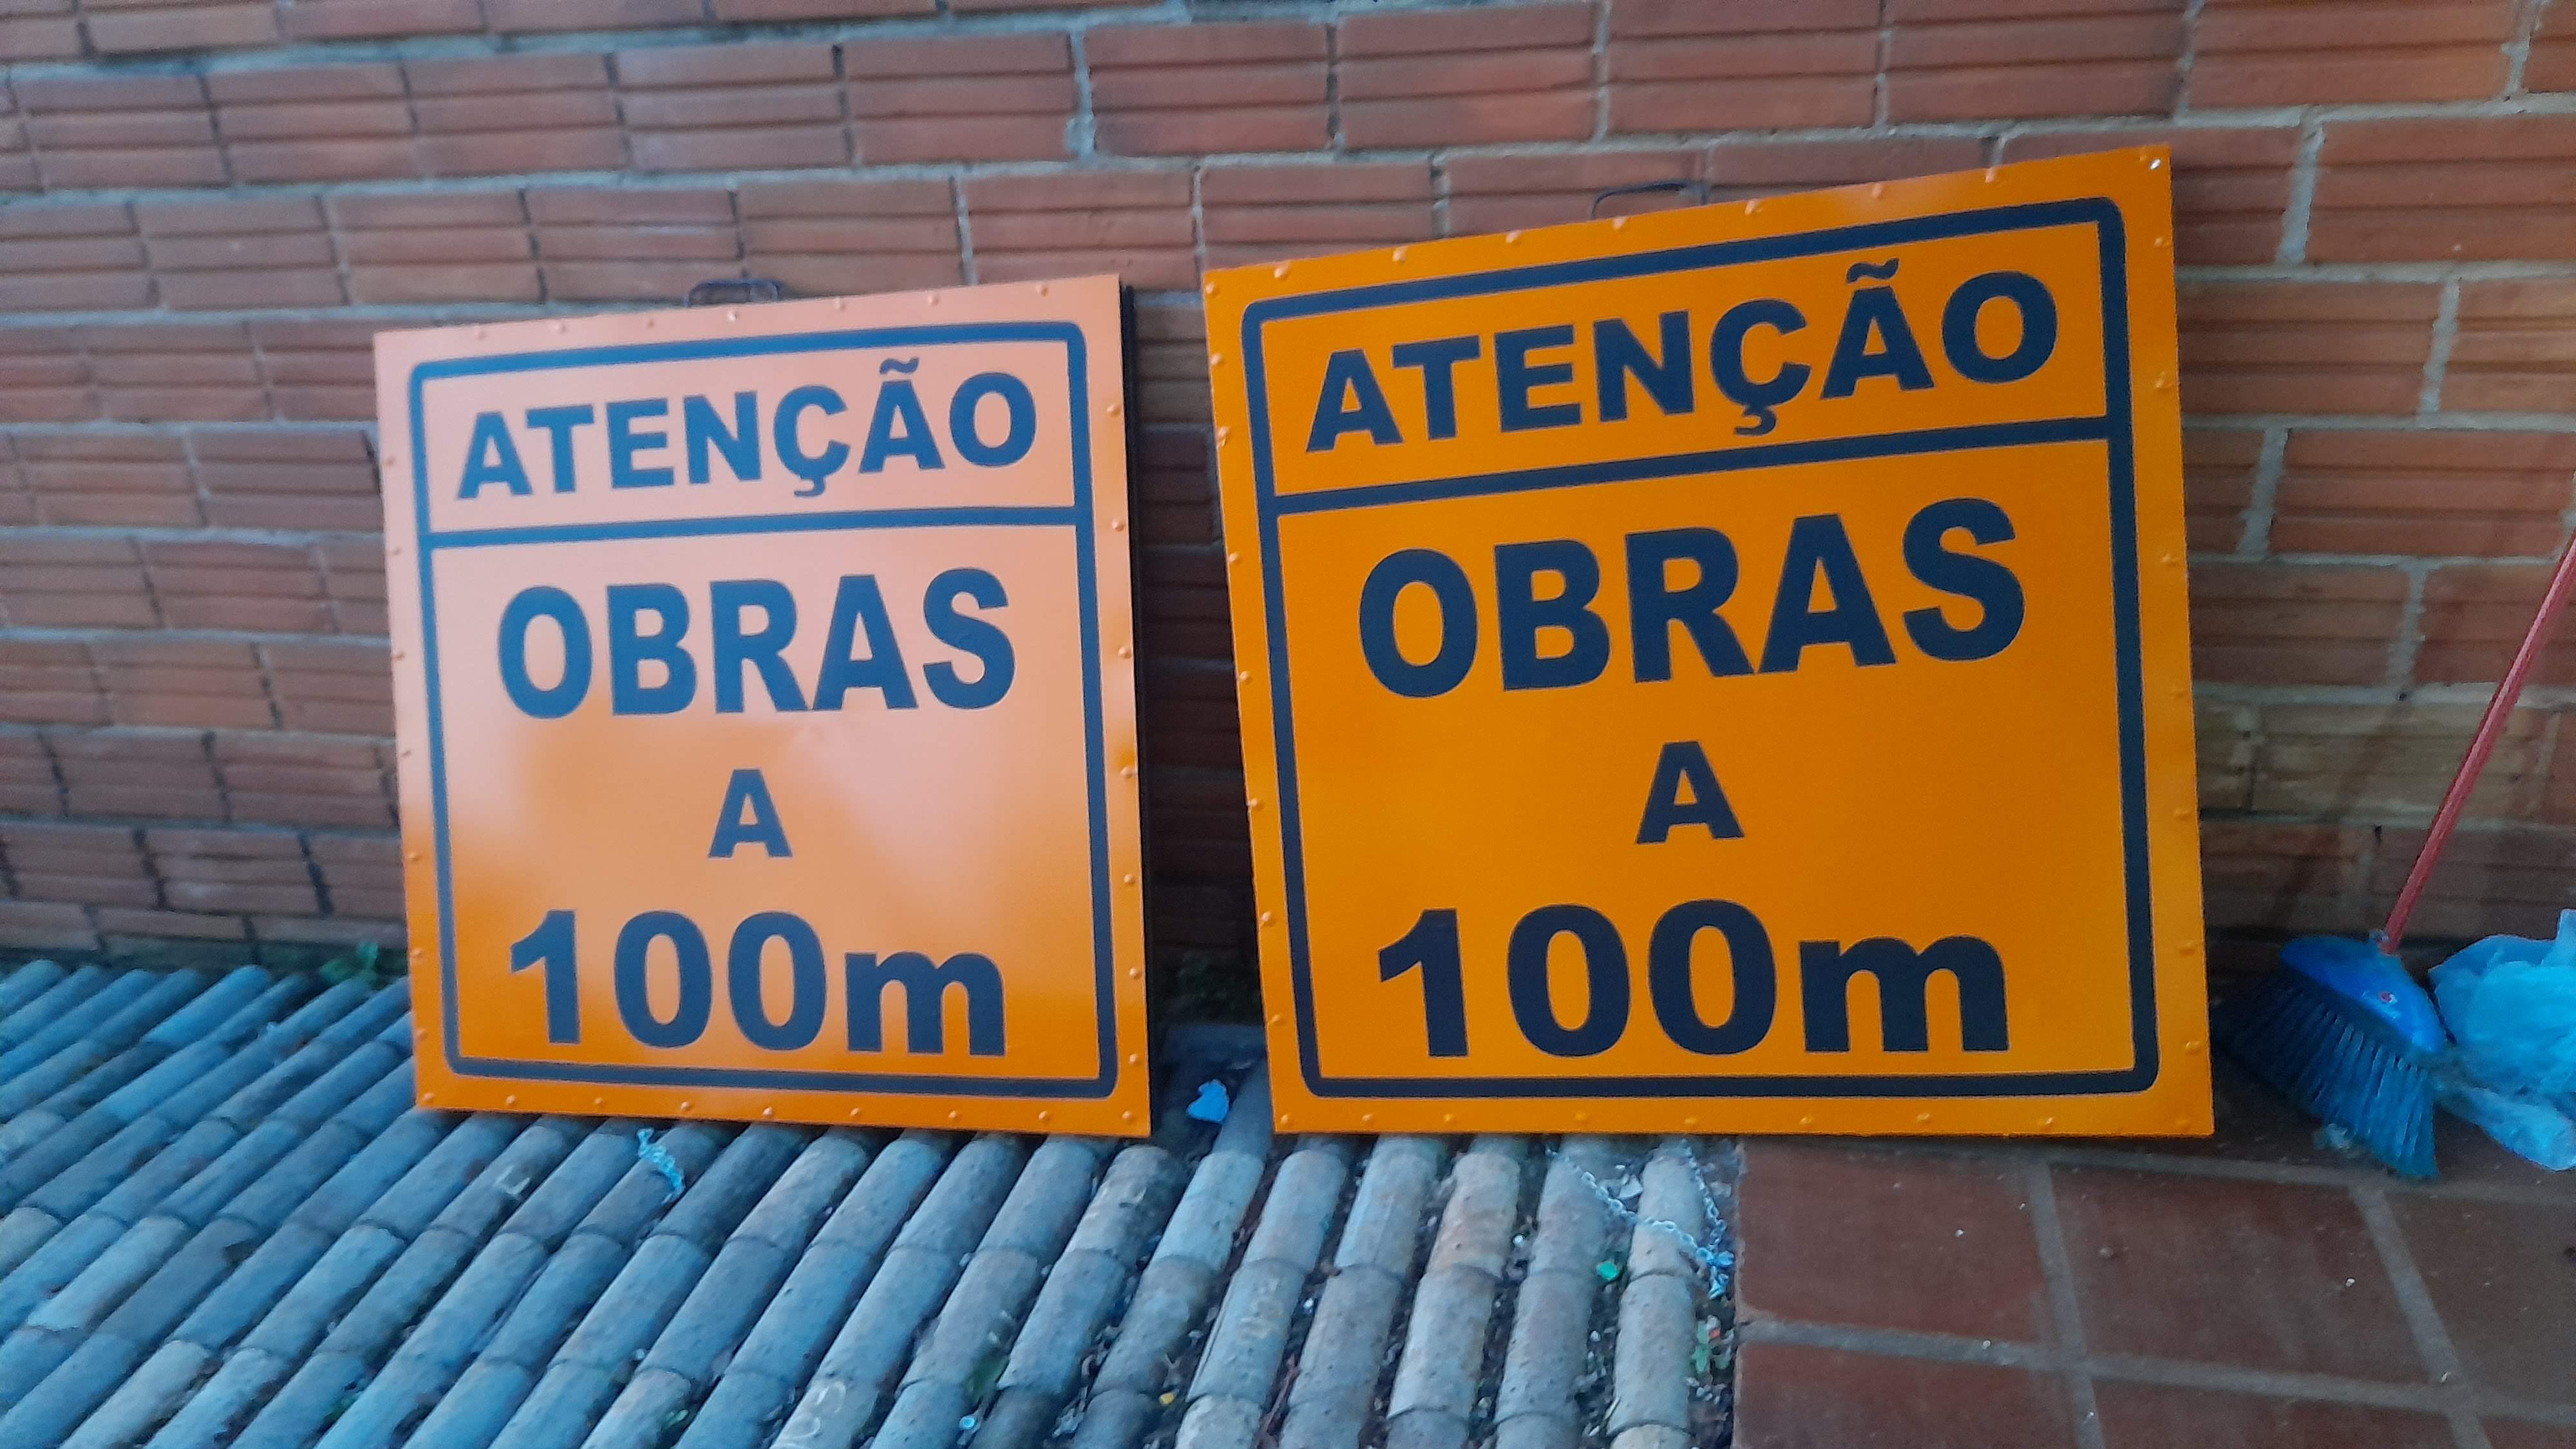 ATENÇÃO
OBRAS
A
100m
ATENÇÃO
OBRAS
A
100m